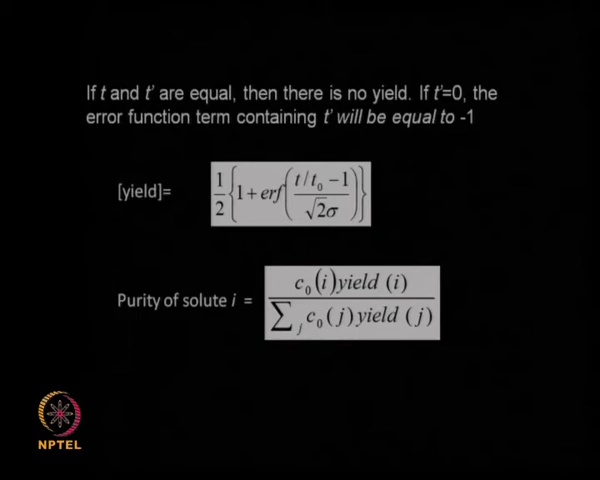 If t and t’ are equal, then there is no yield. If t’=0, the
error function term containing t’ will be equal to -1
[yield]= 1/2 {1 + erf((t/t₀ − 1)/(√2σ))}
Purity of solute i = c₀(i)yield (i) / ∑ⱼ c₀(j)yield (j)
NPTEL